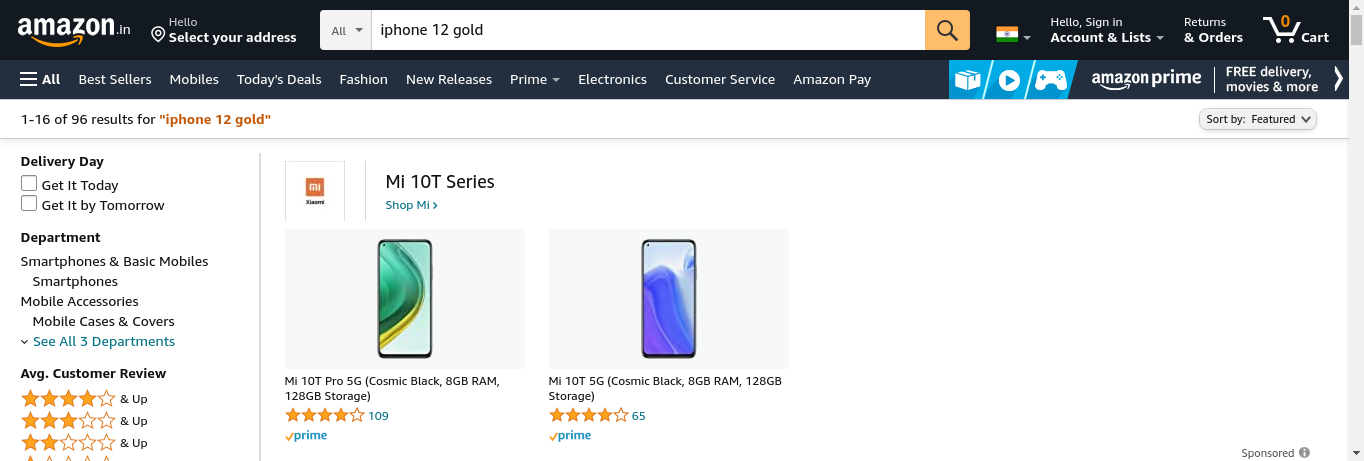 amazon.in
Hello
Select your address
All
iphone 12 gold
Hello, Sign in
Account & Lists
Returns
& Orders
0
Cart
All Best Sellers Mobiles Today's Deals Fashion New Releases Prime Electronics Customer Service Amazon Pay
amazon prime
FREE delivery,
movies & more
1-16 of 96 results for "iphone 12 gold"
Sort by: Featured
Delivery Day
Get It Today
Get It by Tomorrow
Department
Smartphones & Basic Mobiles
Smartphones
Mobile Accessories
Mobile Cases & Covers
See All 3 Departments
Avg. Customer Review
& Up
& Up
& Up
mi
Xiaomi
Mi 10T Series
Shop Mi
Mi 10T Pro 5G (Cosmic Black, 8GB RAM,
128GB Storage)
109
prime
Mi 10T 5G (Cosmic Black, 8GB RAM, 128GB
Storage)
65
prime
Sponsored